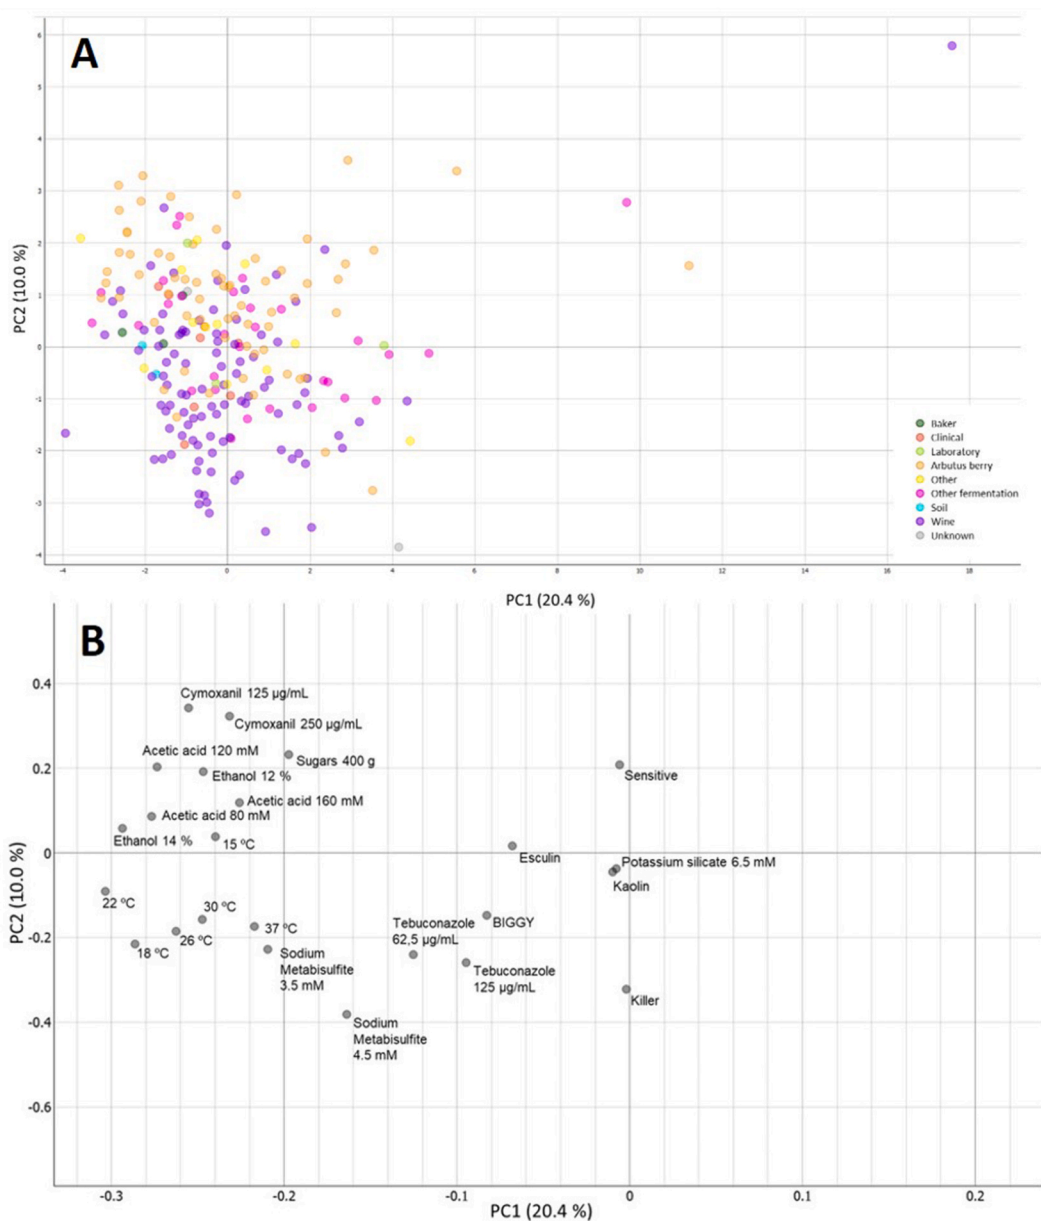 A
6
5
4
3
2
1
0
-1
-2
-3
-4
PC2 (10.0 %)
Baker
Clinical
Laboratory
Arbutus berry
Other
Other fermentation
Soil
Wine
Unknown
-4 -2 0 2 4 6 8 10 12 14 16 18
PC1 (20.4 %)
B
0.4
0.2
0
-0.2
-0.4
-0.6
PC2 (10.0 %)
Cymoxanil 125 µg/mL
Cymoxanil 250 µg/mL
Acetic acid 120 mM
Sugars 400 g
Ethanol 12 %
Sensitive
Acetic acid 160 mM
Acetic acid 80 mM
Ethanol 14 %
15 ºC
Esculin
Potassium silicate 6.5 mM
Kaolin
22 ºC
30 ºC
18 ºC
26 ºC
37 ºC
Sodium
Metabisulfite
3.5 mM
Tebuconazole
62,5 µg/mL
BIGGY
Tebuconazole
125 µg/mL
Killer
Sodium
Metabisulfite
4.5 mM
-0.3 -0.2 -0.1 0 0.1 0.2
PC1 (20.4 %)